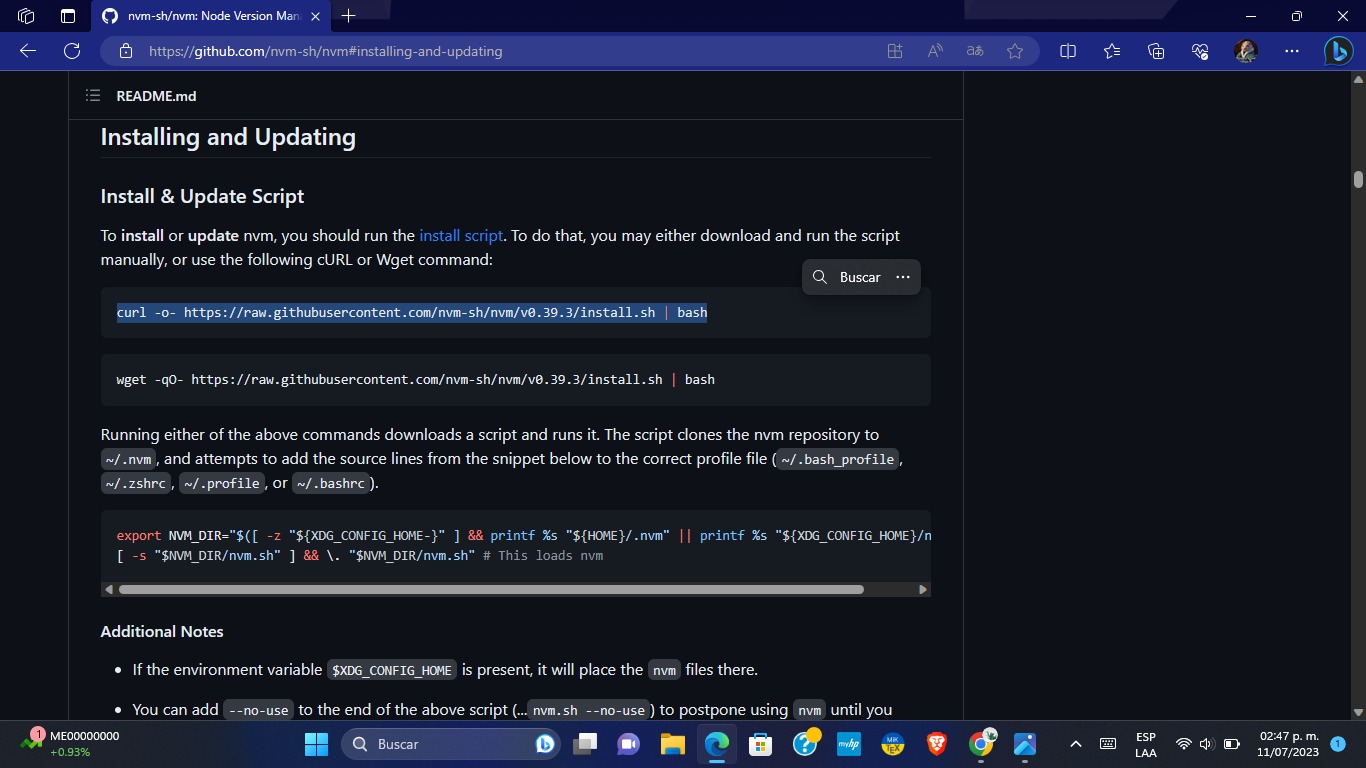 nvm-sh/nvm: Node Version Man
https://github.com/nvm-sh/nvm#installing-and-updating
README.md
Installing and Updating
Install & Update Script
To install or update nvm, you should run the install script. To do that, you may either download and run the script
manually, or use the following cURL or Wget command:
Buscar
curl -o- https://raw.githubusercontent.com/nvm-sh/nvm/v0.39.3/install.sh | bash
wget -qO- https://raw.githubusercontent.com/nvm-sh/nvm/v0.39.3/install.sh | bash
Running either of the above commands downloads a script and runs it. The script clones the nvm repository to
~/.nvm, and attempts to add the source lines from the snippet below to the correct profile file (~/.bash_profile,
~/.zshrc, ~/.profile, or ~/.bashrc).
export NVM_DIR="$([ -z "${XDG_CONFIG_HOME-}" ] && printf %s "${HOME}/.nvm" || printf %s "${XDG_CONFIG_HOME}/n
[ -s "$NVM_DIR/nvm.sh" ] && \. "$NVM_DIR/nvm.sh" # This loads nvm
Additional Notes
• If the environment variable $XDG_CONFIG_HOME is present, it will place the nvm files there.
• You can add --no-use to the end of the above script (... nvm.sh --no-use) to postpone using nvm until you
1
ME00000000
+0.93%
Buscar
myhp
MiKTEX
ESP
LAA
02:47 p. m.
11/07/2023
1